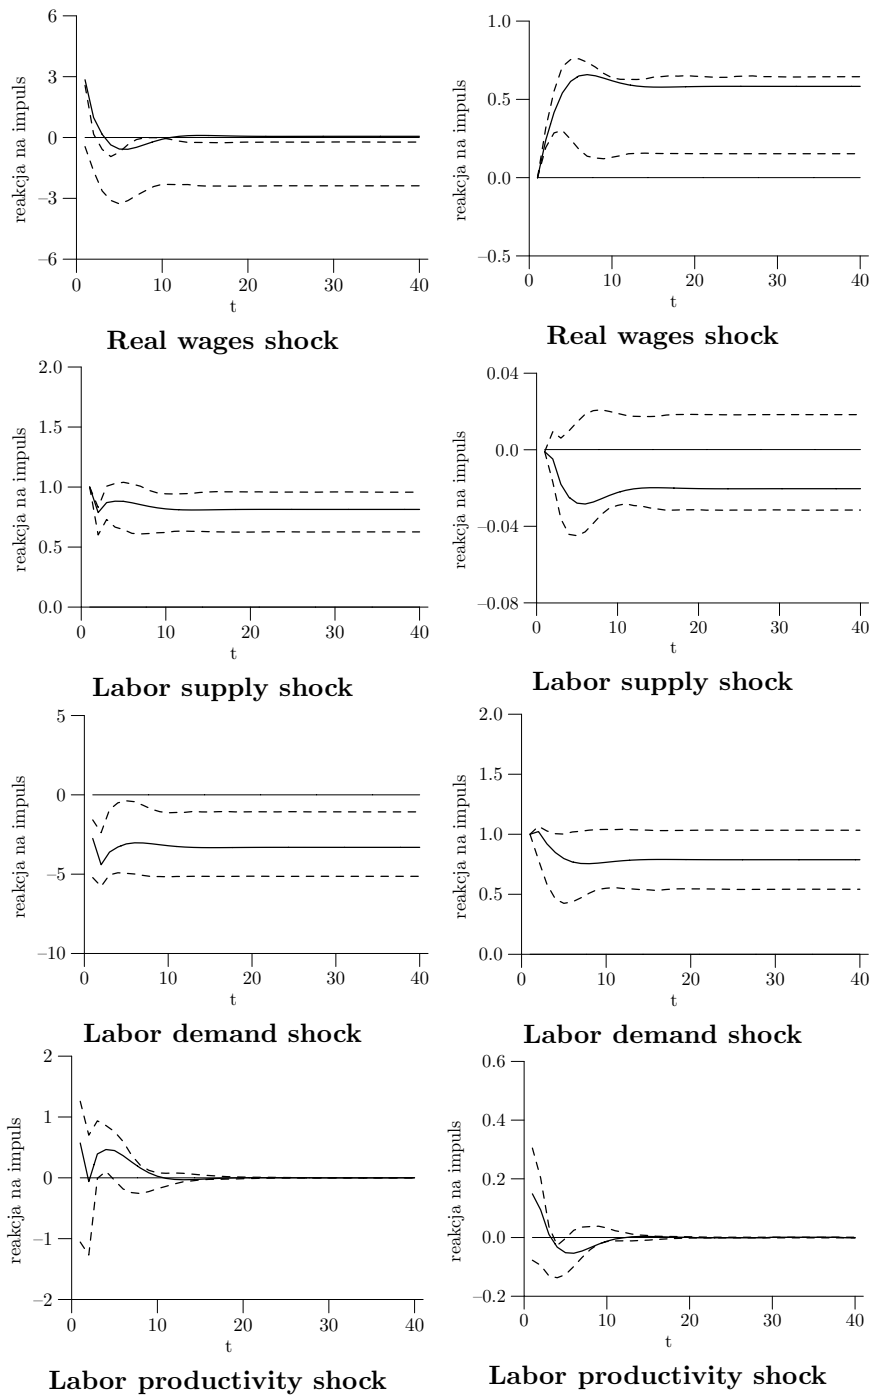 6
3
0
−3
−6
0 10 20 30 40
t
reakcja na impuls
Real wages shock
1.0
0.5
0.0
−0.5
0 10 20 30 40
t
reakcja na impuls
Real wages shock
2.0
1.5
1.0
0.5
0.0
0 10 20 30 40
t
reakcja na impuls
Labor supply shock
0.04
0.0
−0.04
−0.08
0 10 20 30 40
t
reakcja na impuls
Labor supply shock
5
0
−5
−10
0 10 20 30 40
t
reakcja na impuls
Labor demand shock
2.0
1.5
1.0
0.5
0.0
0 10 20 30 40
t
reakcja na impuls
Labor demand shock
2
1
0
−1
−2
0 10 20 30 40
t
reakcja na impuls
Labor productivity shock
0.6
0.4
0.2
0.0
−0.2
0 10 20 30 40
t
reakcja na impuls
Labor productivity shock